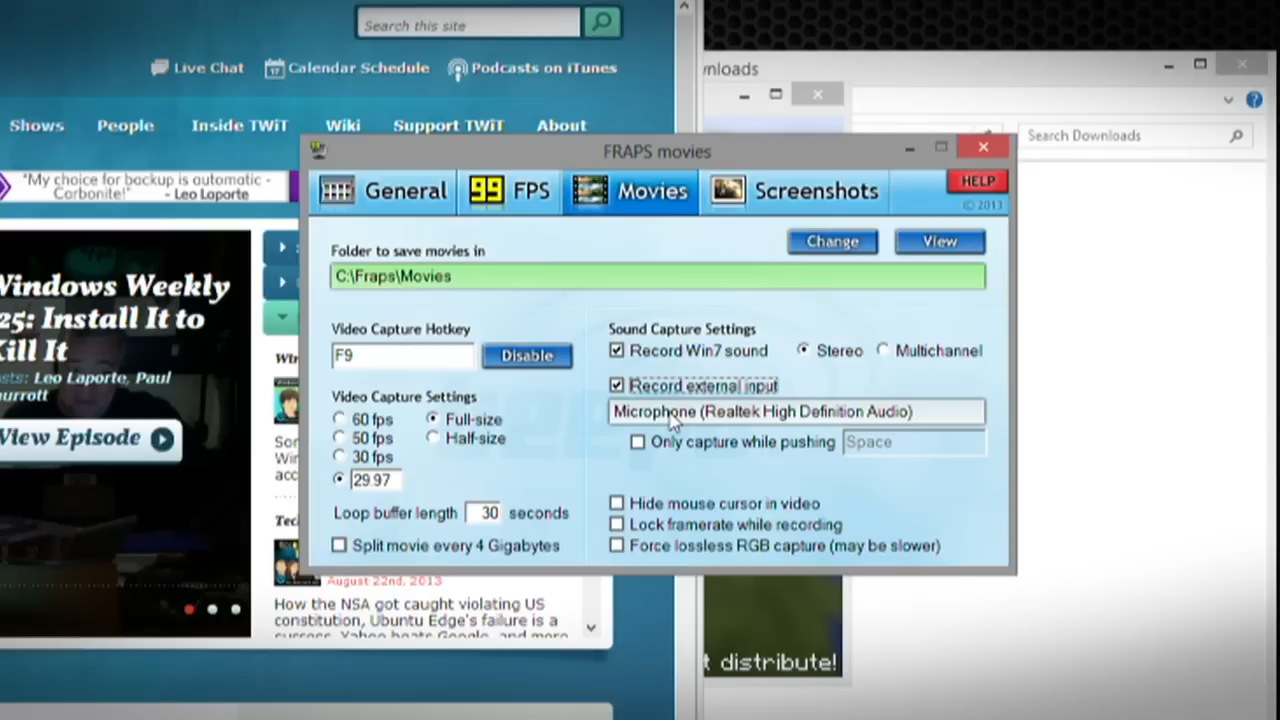 Search this site
Live Chat
Calendar Schedule
Podcasts on iTunes
Shows
People
Inside TWiT
Wiki
Support TWiT
About
"My choice for backup is automatic -
Carbonite!" - Leo Laporte
Windows Weekly
25: Install It to
Kill It
Leo Laporte, Paul
View Episode
August 22nd, 2013
How the NSA got caught violating US
constitution, Ubuntu Edge's failure is a
nloads
Search Downloads
t distribute!
FRAPS movies
General
99 FPS
Movies
Screenshots
HELP
© 2013
Folder to save movies in
Change
View
C:\Fraps\Movies
Video Capture Hotkey
F9
Disable
Video Capture Settings
60 fps
50 fps
30 fps
29.97
Full-size
Half-size
Loop buffer length 30 seconds
Split movie every 4 Gigabytes
Sound Capture Settings
Record Win7 sound
Stereo
Multichannel
Record external input
Microphone (Realtek High Definition Audio)
Only capture while pushing
Space
Hide mouse cursor in video
Lock framerate while recording
Force lossless RGB capture (may be slower)